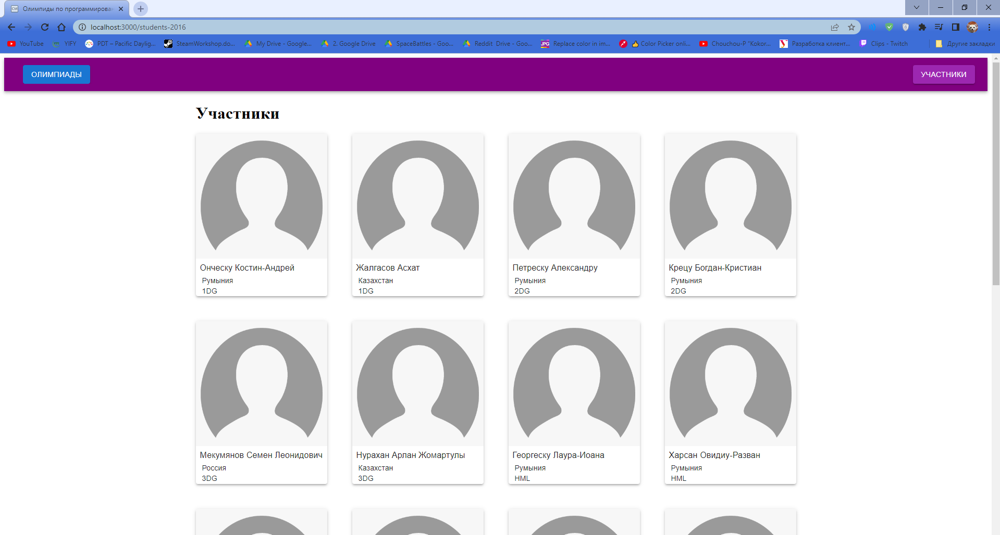 Олимпиды по программирован
localhost:3000/students-2016
YouTube YIFY PDT – Pacific Daylig... SteamWorkshop.do... My Drive - Google... 2. Google Drive SpaceBattles - Goo... Reddit Drive - Goo... Replace color in im... Color Picker onli... Chouchou-P "Kokor... Разработка клиент... Clips - Twitch Другие закладки
ОЛИМПИАДЫ УЧАСТНИКИ
Участники
Онческу Костин-Андрей
Румыния
1DG
Жалгасов Асхат
Казахстан
1DG
Петреску Александру
Румыния
2DG
Крецу Богдан-Кристиан
Румыния
2DG
Мекумянов Семен Леонидович
Россия
3DG
Нурахан Арлан Жомартулы
Казахстан
3DG
Георгеску Лаура-Иоана
Румыния
HML
Харсан Овидиу-Разван
Румыния
HML